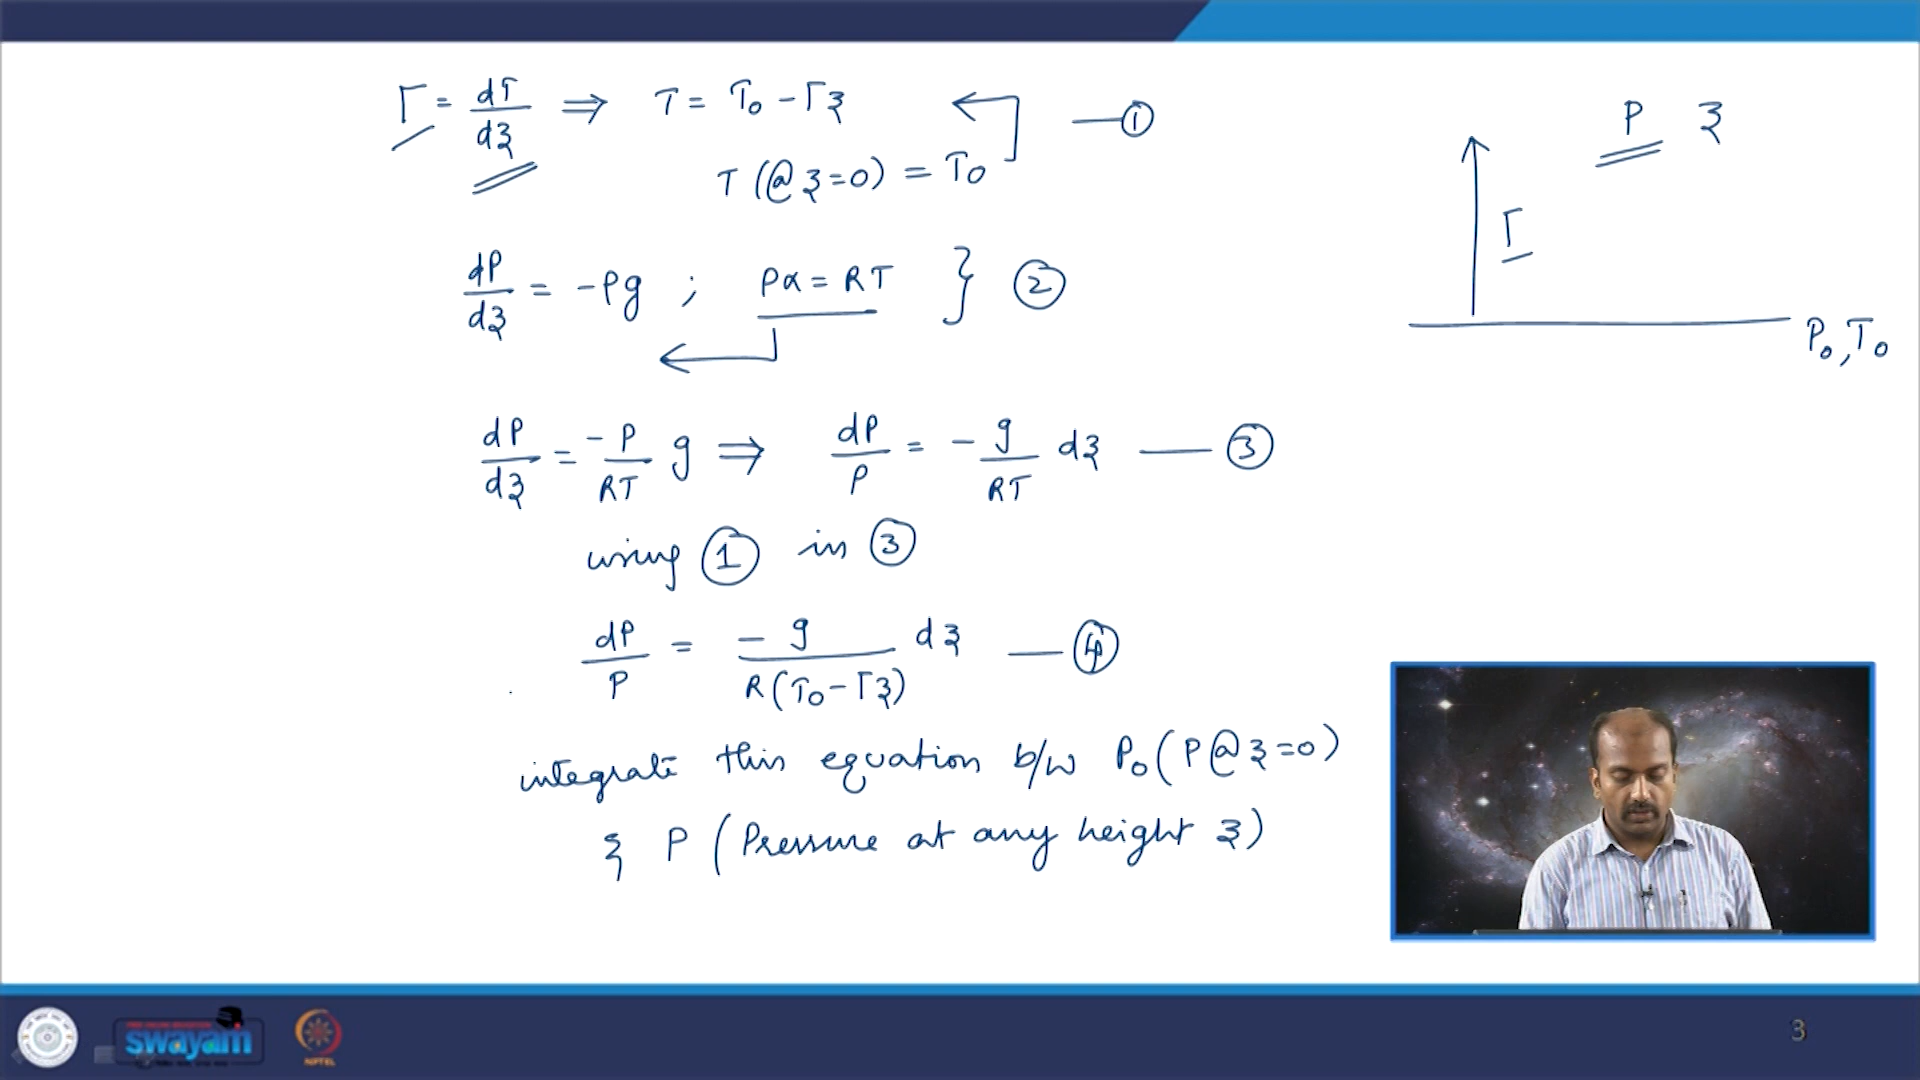 Γ = dT/dz ⇒ T = T₀ - Γz ①
T (@ z=0) = T₀
dP/dz = -ρg ; Pα = RT } ②
dP/dz = -P/RT g ⇒ dP/P = - g/RT dz ③
using ① in ③
dP/P = - g/R(T₀ - Γz) dz ④
integrate this equation b/w P₀ (P @ z=0)
& P (Pressure at any height z)
P z
Γ
P₀, T₀
swayam
NPTEL
3